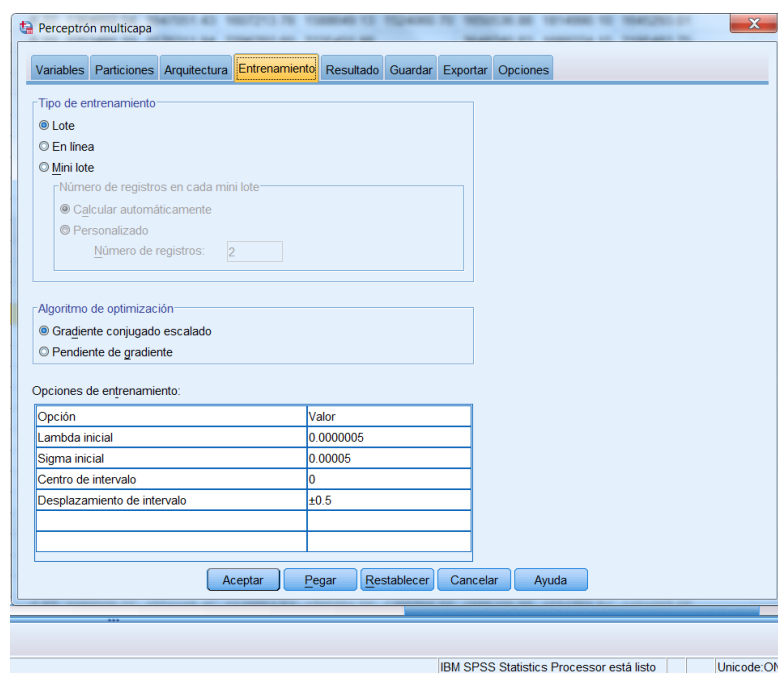 Perceptrón multicapa
Variables Particiones Arquitectura Entrenamiento Resultado Guardar Exportar Opciones
Tipo de entrenamiento
Lote
En línea
Mini lote
Número de registros en cada mini lote
Calcular automáticamente
Personalizado
Número de registros: 2
Algoritmo de optimización
Gradiente conjugado escalado
Pendiente de gradiente
Opciones de entrenamiento:
Opción Valor
Lambda inicial 0.0000005
Sigma inicial 0.00005
Centro de intervalo 0
Desplazamiento de intervalo ±0.5
Aceptar Pegar Restablecer Cancelar Ayuda
IBM SPSS Statistics Processor está listo Unicode:ON